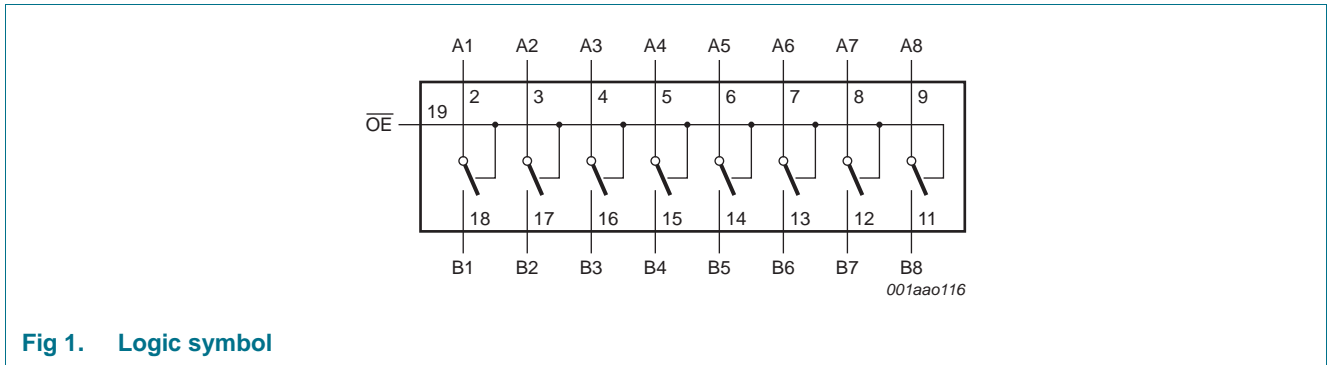 A1 A2 A3 A4 A5 A6 A7 A8
2 3 4 5 6 7 8 9
19
OE
18 17 16 15 14 13 12 11
B1 B2 B3 B4 B5 B6 B7 B8
001aao116
Fig 1. Logic symbol